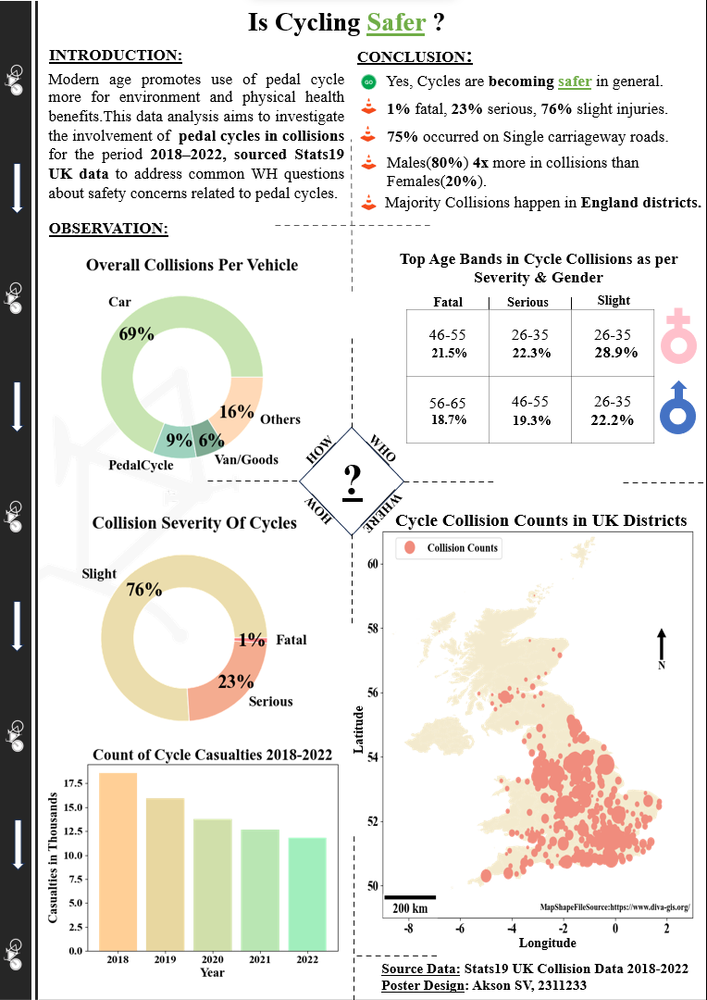 Is Cycling Safer ?
INTRODUCTION:
Modern age promotes use of pedal cycle
more for environment and physical health
benefits.This data analysis aims to investigate
the involvement of pedal cycles in collisions
for the period 2018–2022, sourced Stats19
UK data to address common WH questions
about safety concerns related to pedal cycles.
CONCLUSION:
GO
Yes, Cycles are becoming safer in general.
1% fatal, 23% serious, 76% slight injuries.
75% occurred on Single carriageway roads.
Males(80%) 4x more in collisions than
Females(20%).
Majority Collisions happen in England districts.
OBSERVATION:
Overall Collisions Per Vehicle
Car
69%
16%
Others
9%
6%
PedalCycle
Van/Goods
Top Age Bands in Cycle Collisions as per
Severity & Gender
Fatal | Serious | Slight
46-55 26-35 26-35
21.5% 22.3% 28.9%
56-65 46-55 26-35
18.7% 19.3% 22.2%
HOW
WHO
?
HOW
WHERE
Collision Severity Of Cycles
Slight
76%
1%
Fatal
23%
Serious
Count of Cycle Casualties 2018-2022
Casualties in Thousands
17.5
15.0
12.5
10.0
7.5
5.0
2.5
0.0
2018 2019 2020 2021 2022
Year
Cycle Collision Counts in UK Districts
Collision Counts
N
Latitude
60
58
56
54
52
50
200 km
MapShapeFileSource:https://www.diva-gis.org/
-8 -6 -4 -2 0 2
Longitude
Source Data: Stats19 UK Collision Data 2018-2022
Poster Design: Akson SV, 2311233